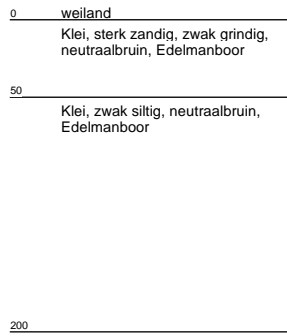 0 weiland
Klei, sterk zandig, zwak grindig,
neutraalbruin, Edelmanboor
50
Klei, zwak siltig, neutraalbruin,
Edelmanboor
200